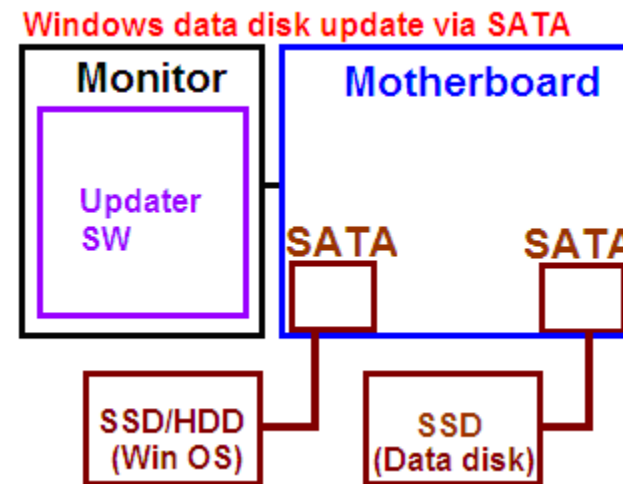 Windows data disk update via SATA
Monitor
Motherboard
Updater
SW
SATA
SATA
SSD/HDD
(Win OS)
SSD
(Data disk)